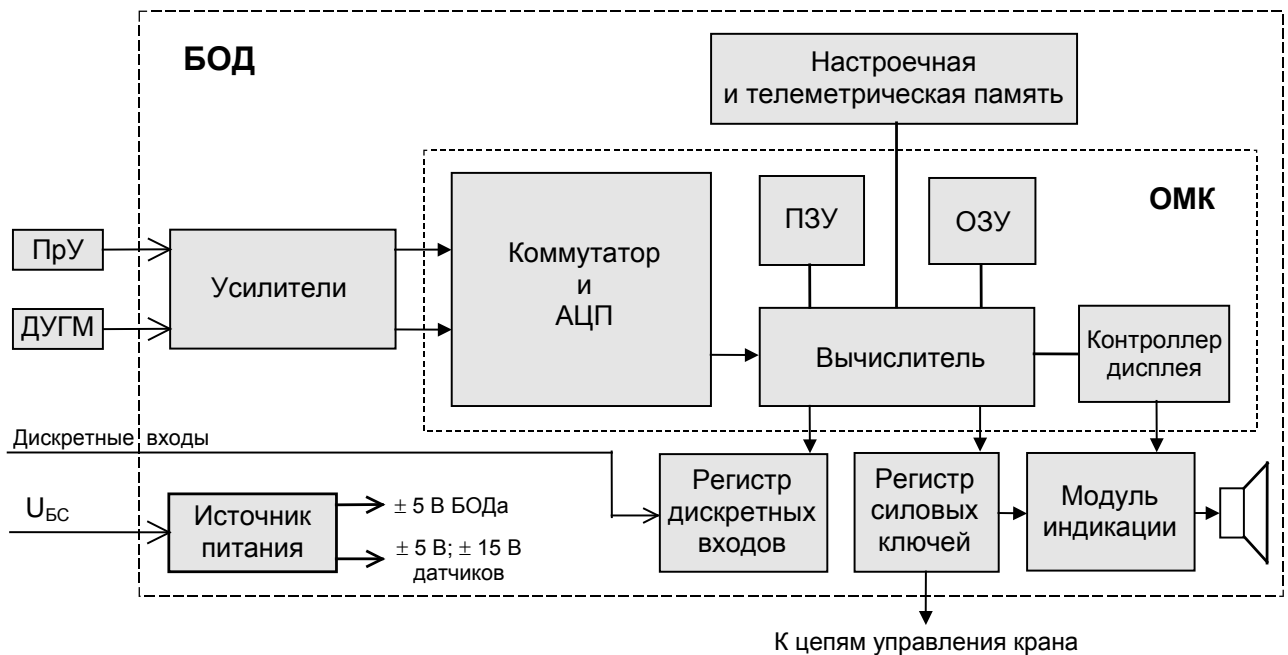 БОД
Настроечная
и телеметрическая память
ОМК
ПЗУ
ОЗУ
ПрУ
ДУГМ
Усилители
Коммутатор
и
АЦП
Вычислитель
Контроллер
дисплея
Дискретные входы
Регистр
дискретных
входов
Регистр
силовых
ключей
Модуль
индикации
UБС
Источник
питания
± 5 В БОДа
± 5 В; ± 15 В
датчиков
К цепям управления крана